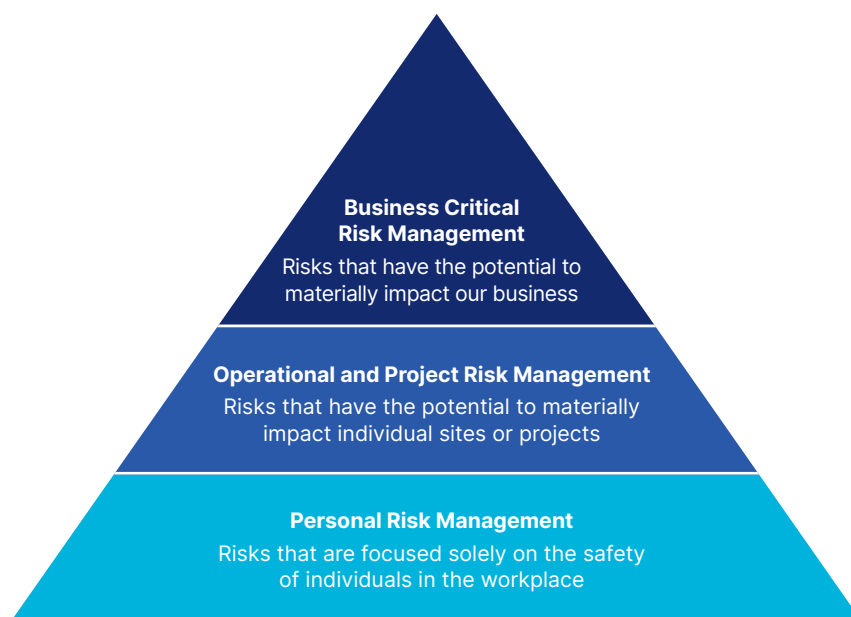 Business Critical
Risk Management
Risks that have the potential to
materially impact our business
Operational and Project Risk Management
Risks that have the potential to materially
impact individual sites or projects
Personal Risk Management
Risks that are focused solely on the safety
of individuals in the workplace